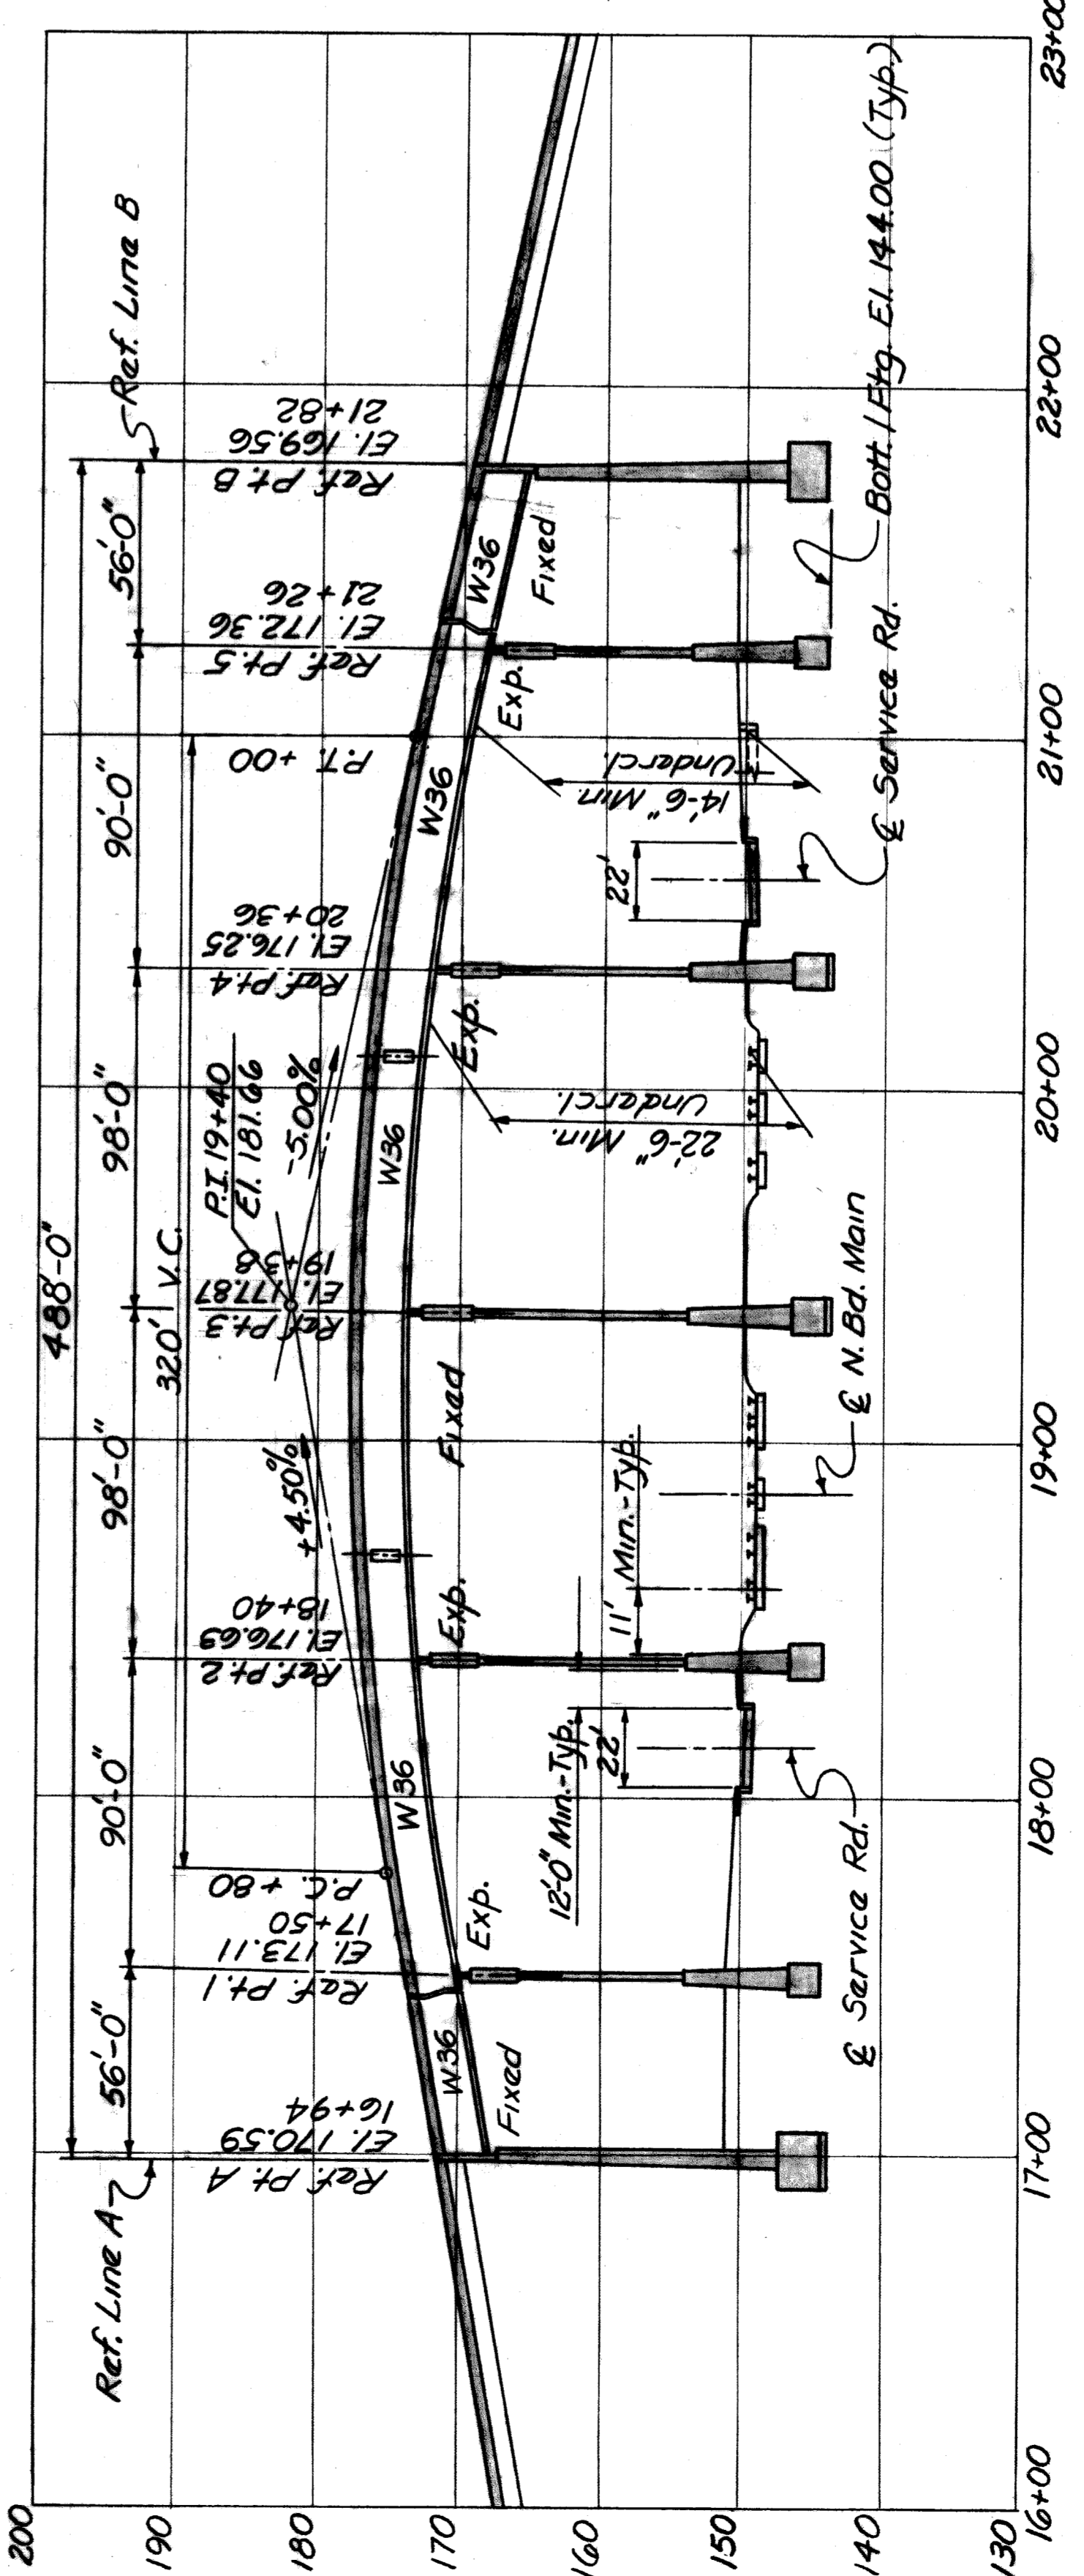 488'-0"
56'-0"
90'-0"
98'-0"
98'-0"
90'-0"
56'-0"
320' V.C.
Ref. Line A
Ref. Line B
Ref. Pt. A
El. 170.59
16+94
Ref. Pt. 1
El. 173.11
17+50
P.C. +80
Ref. Pt. 2
El. 176.69
18+40
+4.50%
Ref. Pt. 3
El. 177.87
19+38
P.I. 19+40
El. 181.66
-5.00%
Ref. Pt. 4
El. 176.25
20+36
P.T. +00
Ref. Pt. 5
El. 172.36
21+26
Ref. Pt. B
El. 169.56
21+82
W36
W36
W36
W36
W36
Fixed
Exp.
Exp.
Fixed
Exp.
Exp.
Fixed
12'-0" Min.-Typ.
22'
11' Min.-Typ.
22'-6" Min.
Undercl.
22'
14'-6" Min.
Undercl.
℄ Service Rd.
℄ N. Bd. Main
℄ Service Rd.
Bott./Ftg. El. 144.00 (Typ.)
200
190
180
170
160
150
140
130
16+00
17+00
18+00
19+00
20+00
21+00
22+00
23+00